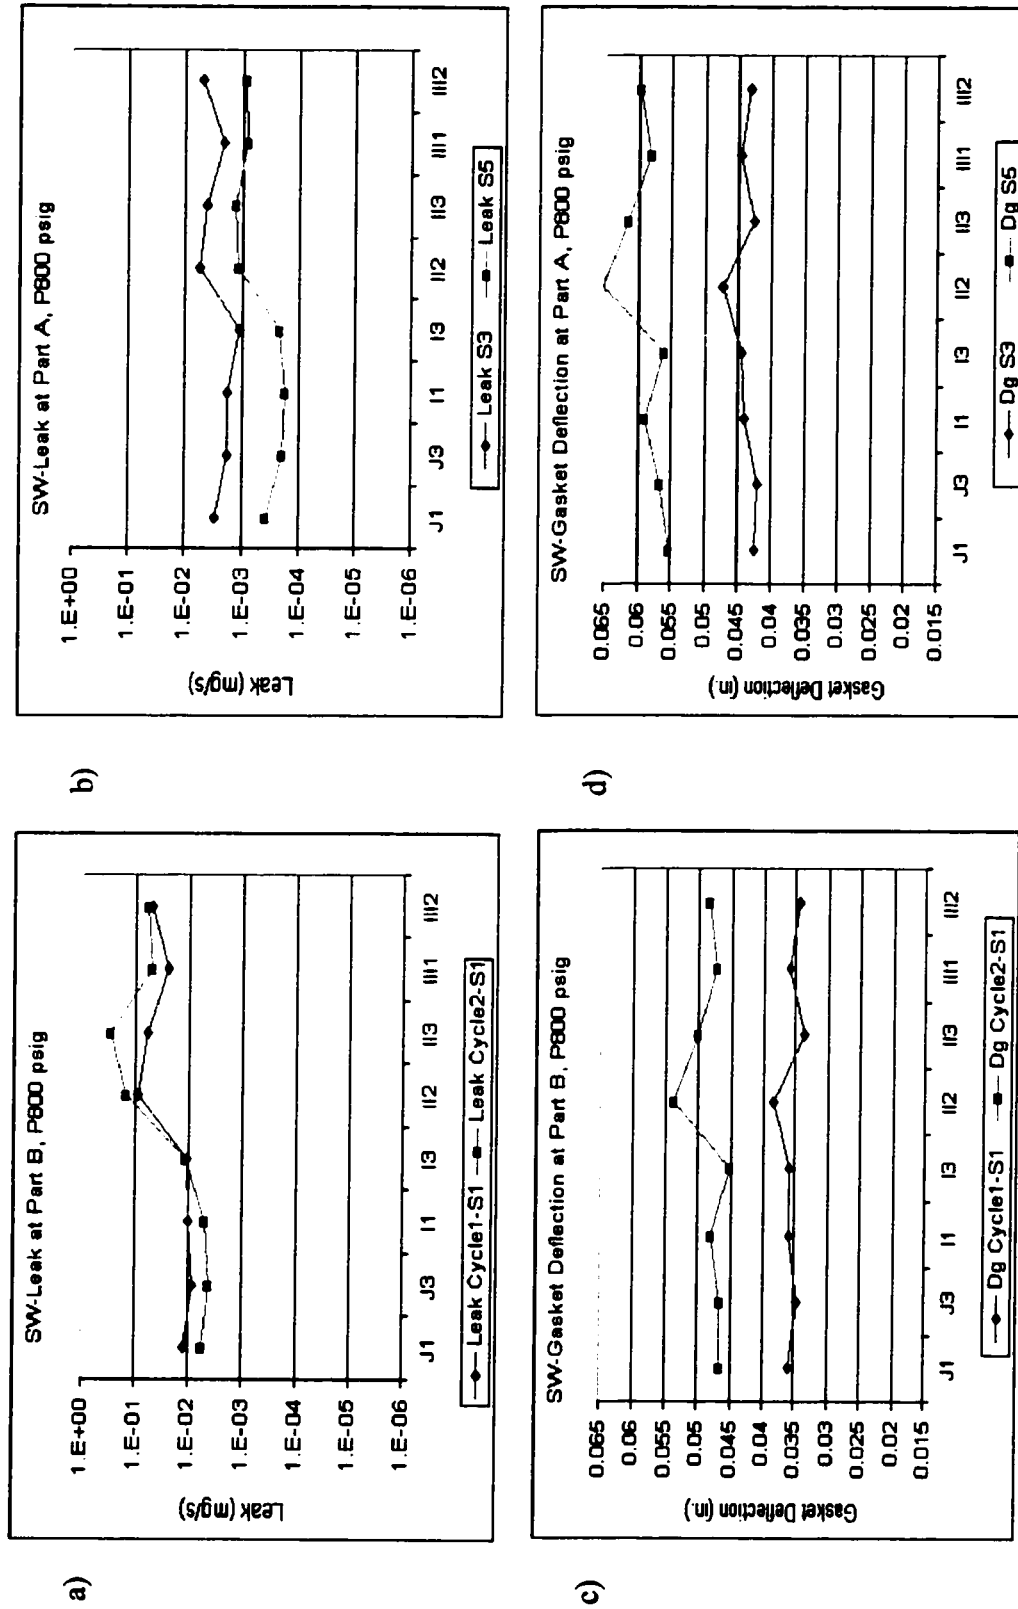 a)
SW-Leak at Part B, P800 psig
Leak (mg/s)
1.E+00
1.E-01
1.E-02
1.E-03
1.E-04
1.E-05
1.E-06
J1 J3 I1 I3 II2 II3 III1 III2
Leak Cycle1-S1 Leak Cycle2-S1
b)
SW-Leak at Part A, P800 psig
Leak (mg/s)
1.E+00
1.E-01
1.E-02
1.E-03
1.E-04
1.E-05
1.E-06
J1 J3 I1 I3 II2 II3 III1 III2
Leak S3 Leak S5
c)
SW-Gasket Deflection at Part B, P800 psig
Gasket Deflection (in.)
0.065
0.06
0.055
0.05
0.045
0.04
0.035
0.03
0.025
0.02
0.015
J1 J3 I1 I3 II2 II3 III1 III2
Dg Cycle1-S1 Dg Cycle2-S1
d)
SW-Gasket Deflection at Part A, P800 psig
Gasket Deflection (in.)
0.065
0.06
0.055
0.05
0.045
0.04
0.035
0.03
0.025
0.02
0.015
J1 J3 I1 I3 II2 II3 III1 III2
Dg S3 Dg S5